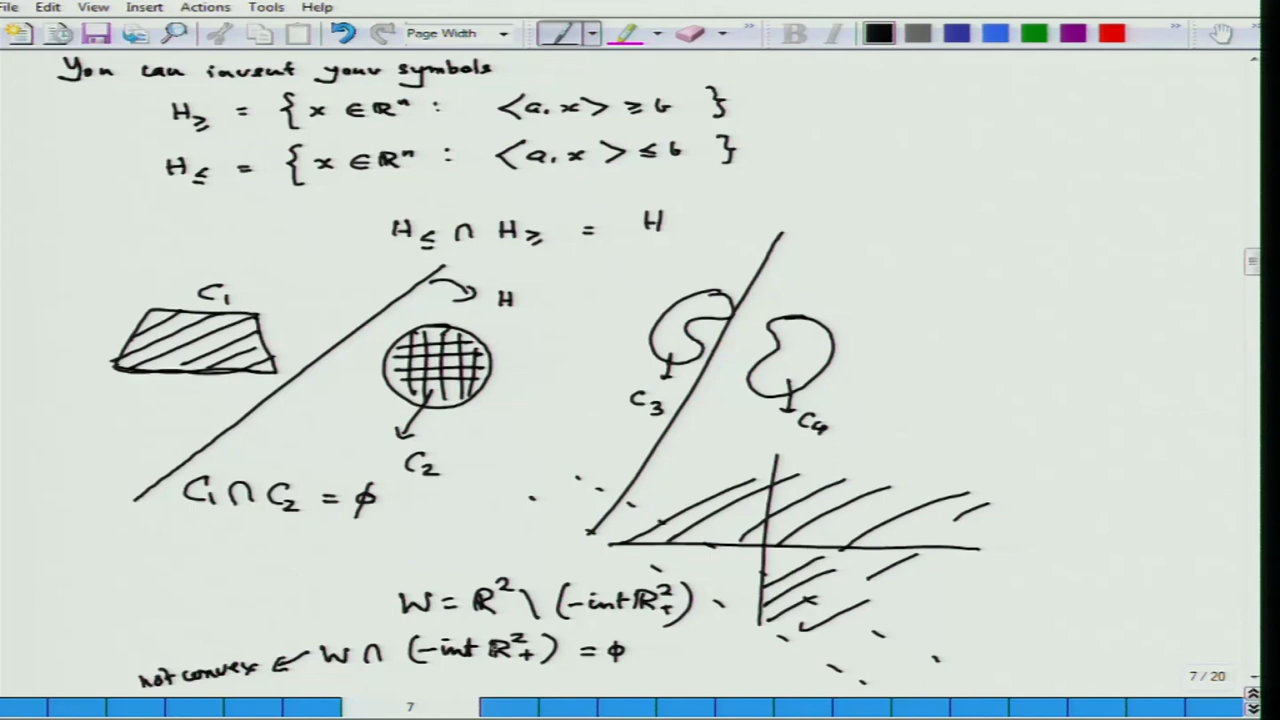 File Edit View Insert Actions Tools Help
Page Width B I
You can invent your symbols
H≥ = { x ∈ ℝⁿ : <a, x> ≥ b }
H≤ = { x ∈ ℝⁿ : <a, x> ≤ b }
H≤ ∩ H≥ = H
C₁
H
C₃
C₄
C₂
C₁ ∩ C₂ = φ
W = ℝ² \ (-int ℝ²₊)
not convex ← W ∩ (-int ℝ²₊) = φ
7 / 20
7